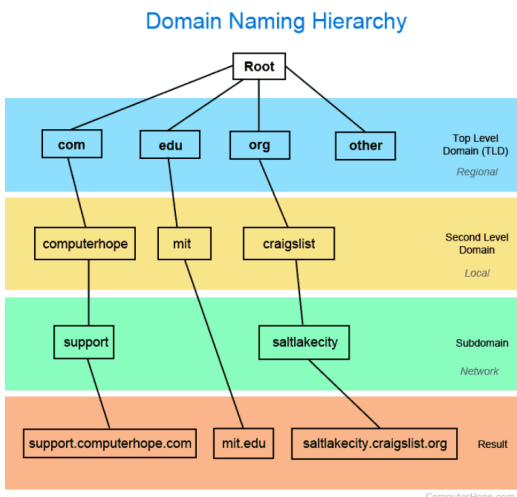 Domain Naming Hierarchy
Root
com edu org other
Top Level
Domain (TLD)
Regional
computerhope mit craigslist
Second Level
Domain
Local
support saltlakecity
Subdomain
Network
support.computerhope.com mit.edu saltlakecity.craigslist.org Result
ComputerHope.com